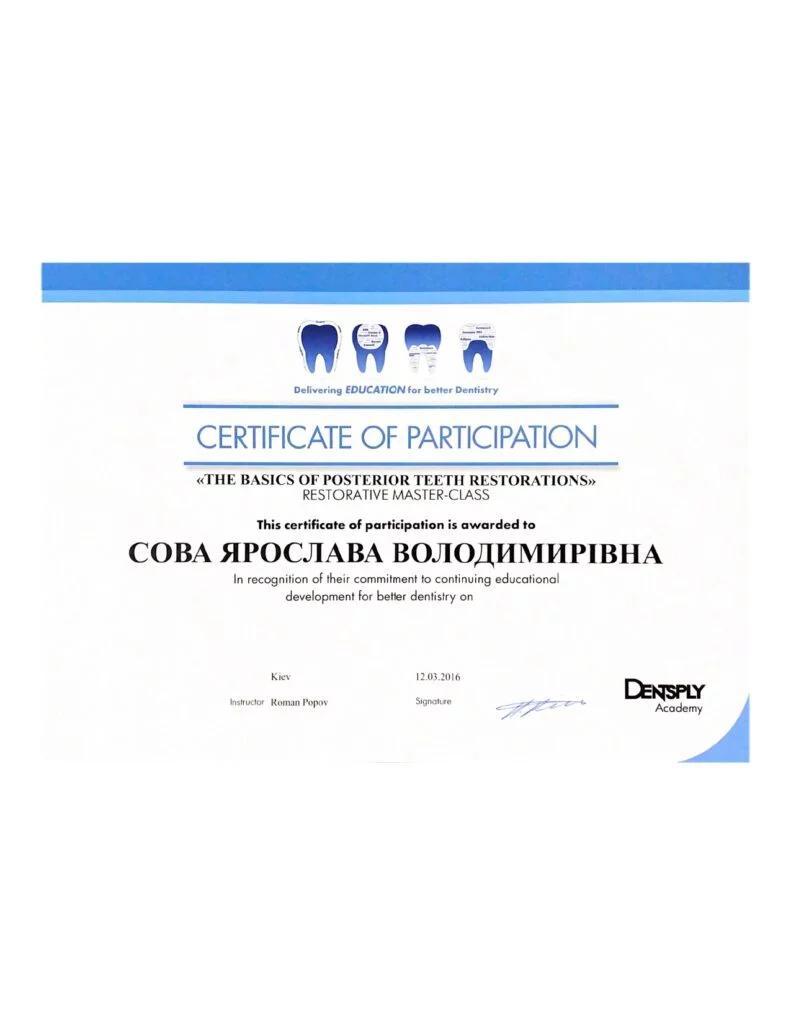 Delivering EDUCATION for better Dentistry
CERTIFICATE OF PARTICIPATION
«THE BASICS OF POSTERIOR TEETH RESTORATIONS»
RESTORATIVE MASTER-CLASS
This certificate of participation is awarded to
СОВА ЯРОСЛАВА ВОЛОДИМИРІВНА
In recognition of their commitment to continuing educational
development for better dentistry on
Kiev 12.03.2016
Instructor Roman Popov Signature
DENTSPLY
Academy